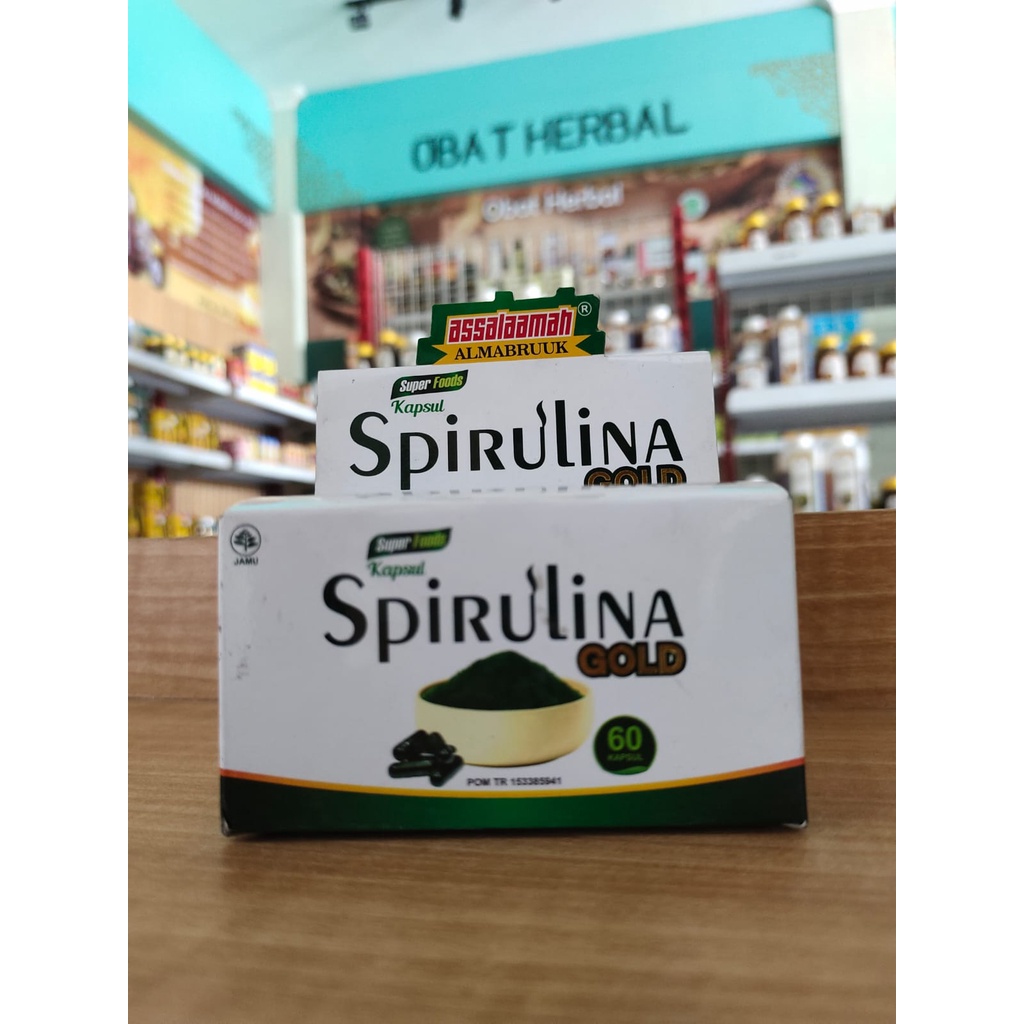 OBAT HERBAL
Obat Herbal
assalaamah ®
ALMABRUUK
Super Foods
Kapsul
Spirulina
GOLD
JAMU
Super Foods
Kapsul
Spirulina
GOLD
60
KAPSUL
POM TR 153385941